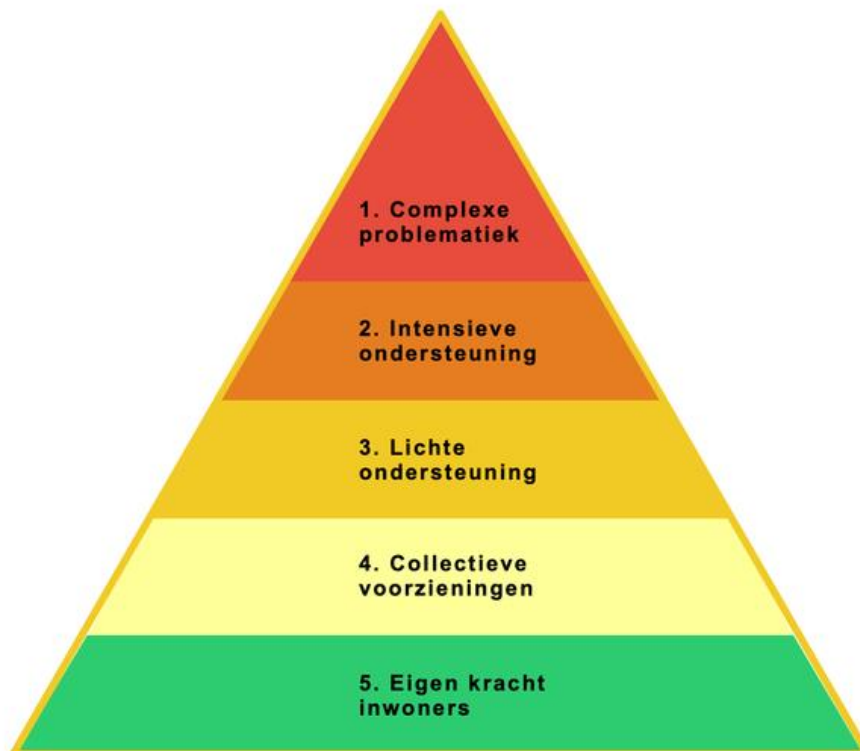 1. Complexe
problematiek
2. Intensieve
ondersteuning
3. Lichte
ondersteuning
4. Collectieve
voorzieningen
5. Eigen kracht
inwoners